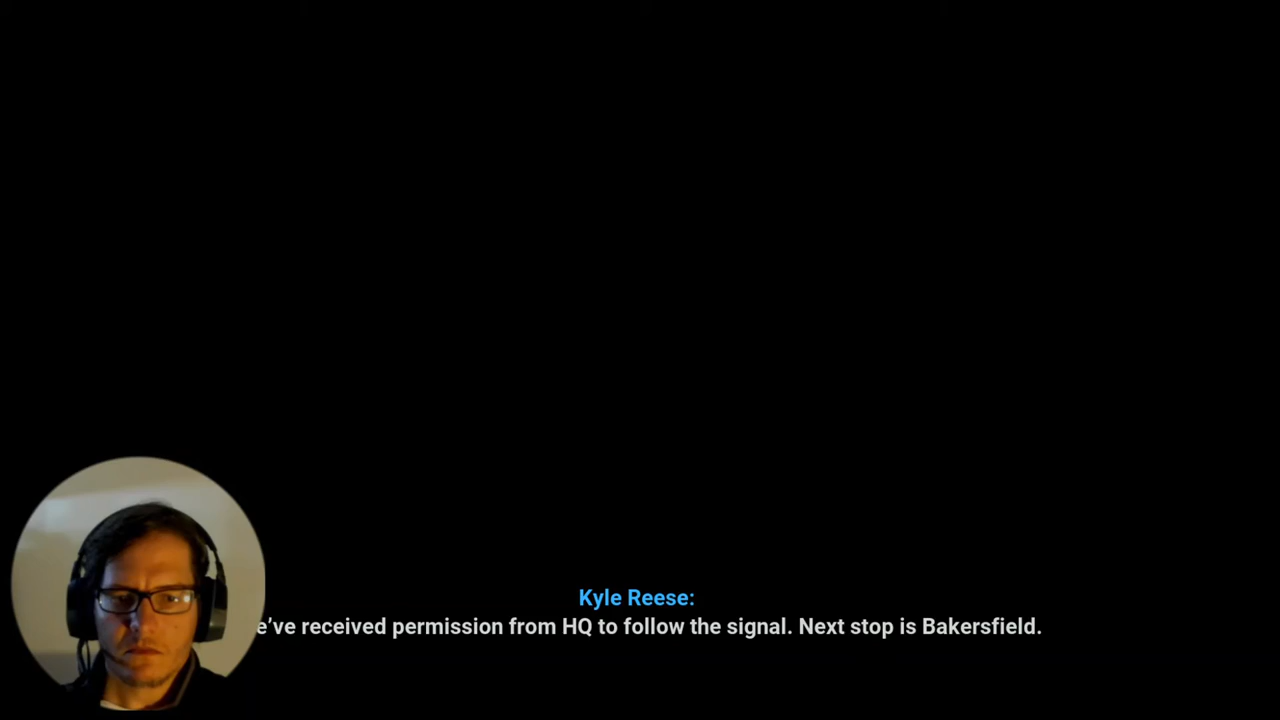 Kyle Reese:
e’ve received permission from HQ to follow the signal. Next stop is Bakersfield.